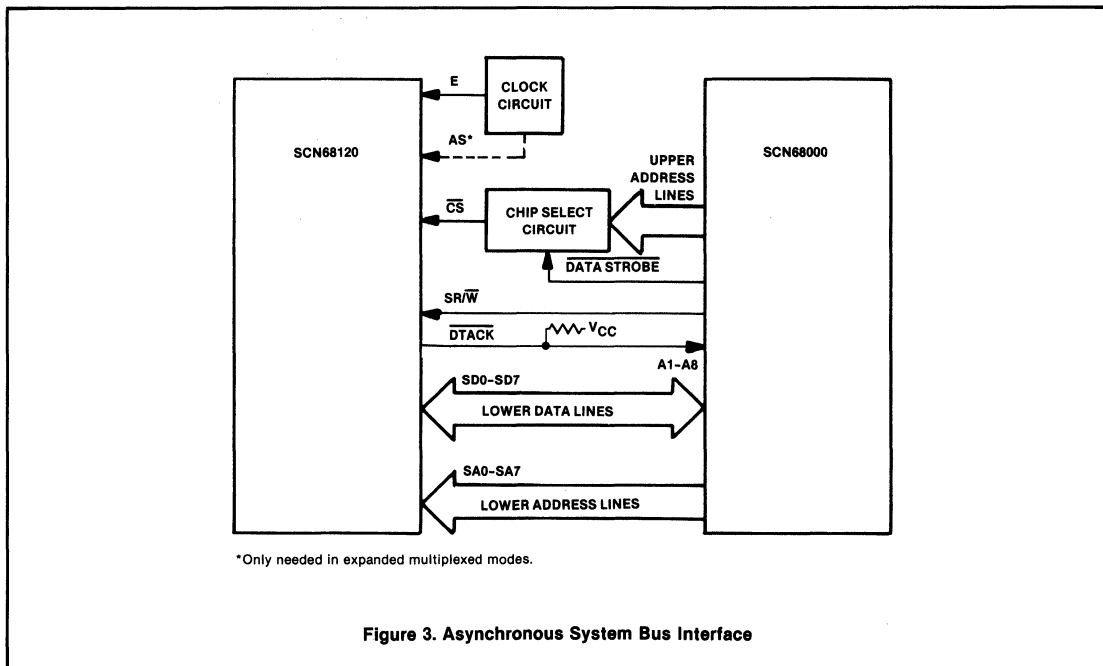 E
CLOCK
CIRCUIT
AS*
SCN68120
SCN68000
UPPER
ADDRESS
LINES
CS
CHIP SELECT
CIRCUIT
DATA STROBE
SR/W
DTACK
VCC
A1-A8
SD0-SD7
LOWER DATA LINES
SA0-SA7
LOWER ADDRESS LINES
*Only needed in expanded multiplexed modes.
Figure 3. Asynchronous System Bus Interface